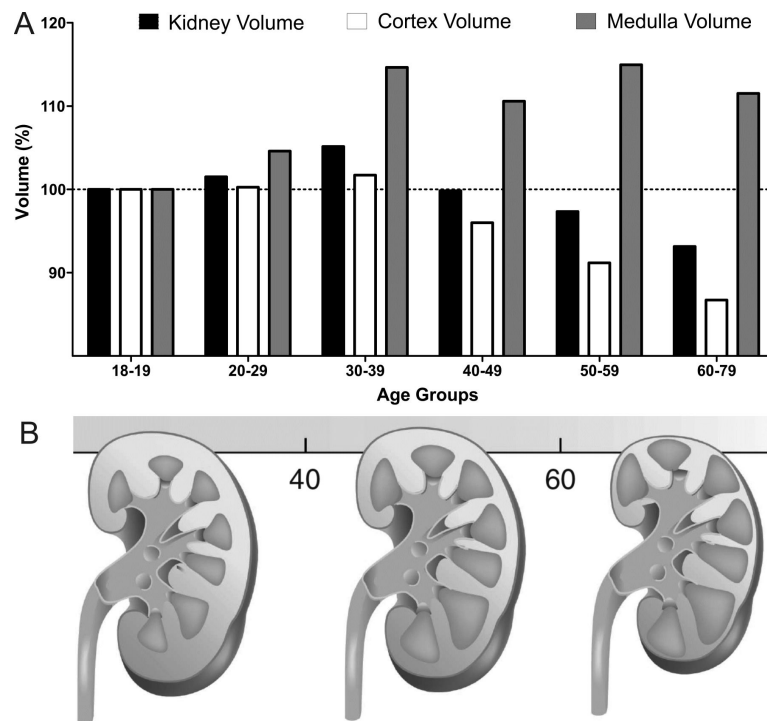 A
Kidney Volume Cortex Volume Medulla Volume
120
110
100
90
Volume (%)
18-19 20-29 30-39 40-49 50-59 60-79
Age Groups
B
40 60